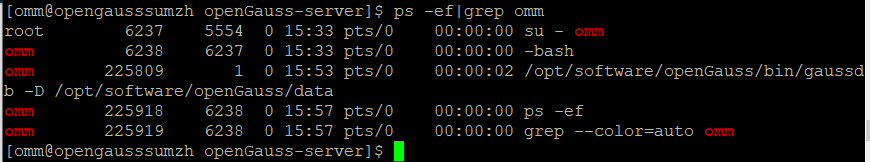 [omm@opengausssumzh openGauss-server]$ ps -ef|grep omm
root        6237    5554  0 15:33 pts/0    00:00:00 su - omm
omm         6238    6237  0 15:33 pts/0    00:00:00 -bash
omm       225809       1  0 15:53 pts/0    00:00:02 /opt/software/openGauss/bin/gaussd
b -D /opt/software/openGauss/data
omm       225918    6238  0 15:57 pts/0    00:00:00 ps -ef
omm       225919    6238  0 15:57 pts/0    00:00:00 grep --color=auto omm
[omm@opengausssumzh openGauss-server]$